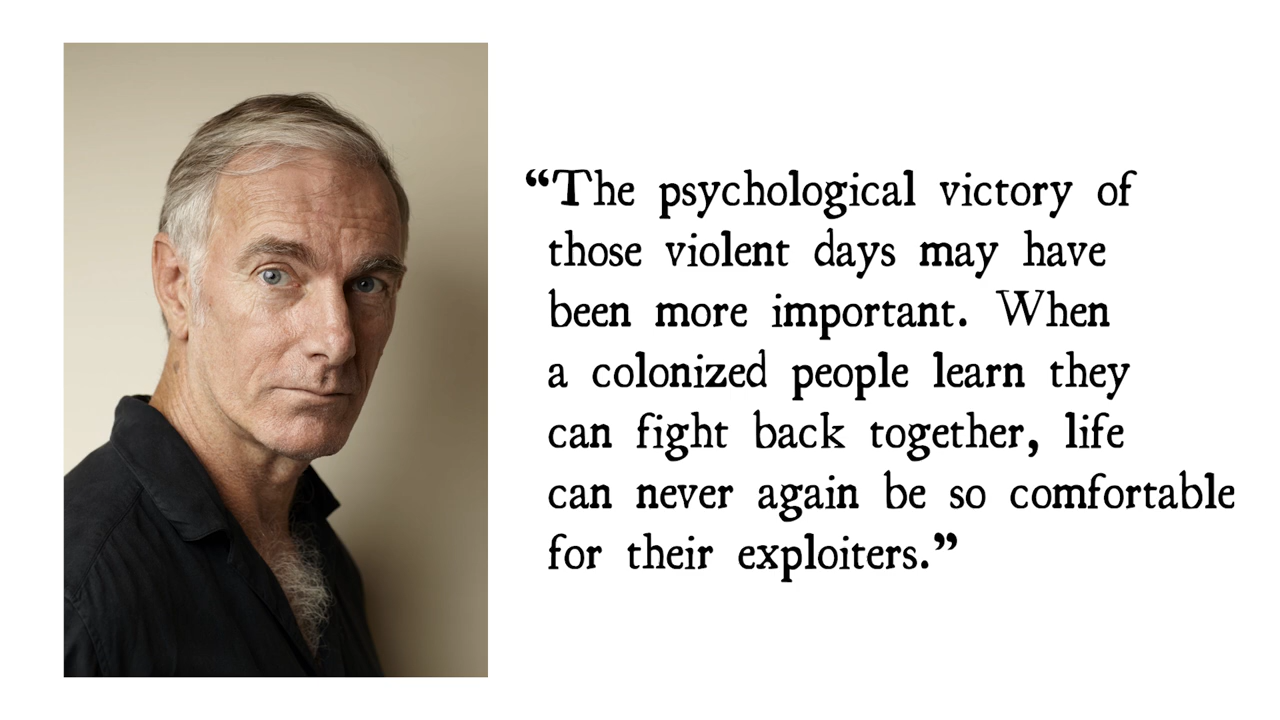 “The psychological victory of
those violent days may have
been more important. When
a colonized people learn they
can fight back together, life
can never again be so comfortable
for their exploiters.”